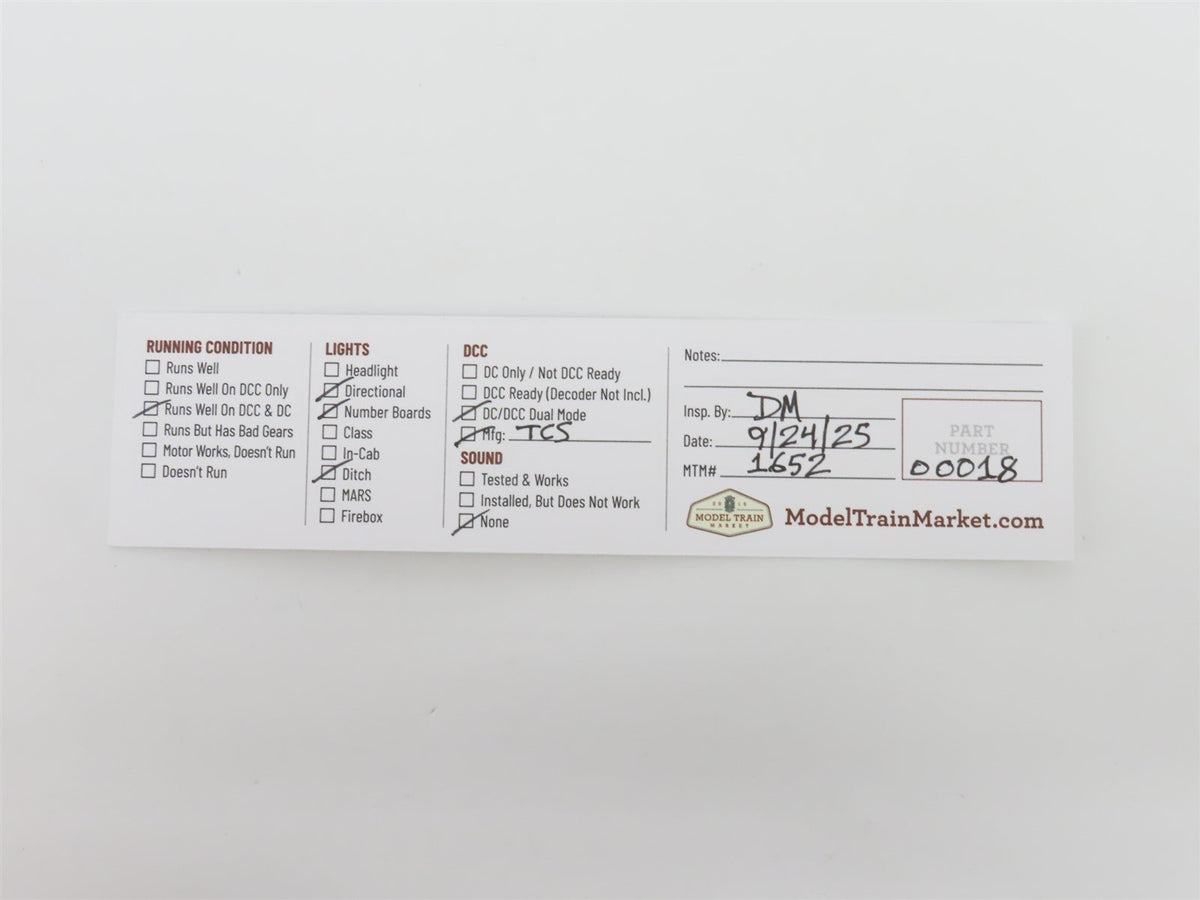 RUNNING CONDITION
Runs Well
Runs Well On DCC Only
Runs Well On DCC & DC
Runs But Has Bad Gears
Motor Works, Doesn't Run
Doesn't Run
LIGHTS
Headlight
Directional
Number Boards
Class
In-Cab
Ditch
MARS
Firebox
DCC
DC Only / Not DCC Ready
DCC Ready (Decoder Not Incl.)
DC/DCC Dual Mode
Mfg: TCS
SOUND
Tested & Works
Installed, But Does Not Work
None
Notes:
Insp. By: DM
Date: 9/24/25
MTM# 1652
PART
NUMBER
00018
MODEL TRAIN
MARKET
ModelTrainMarket.com